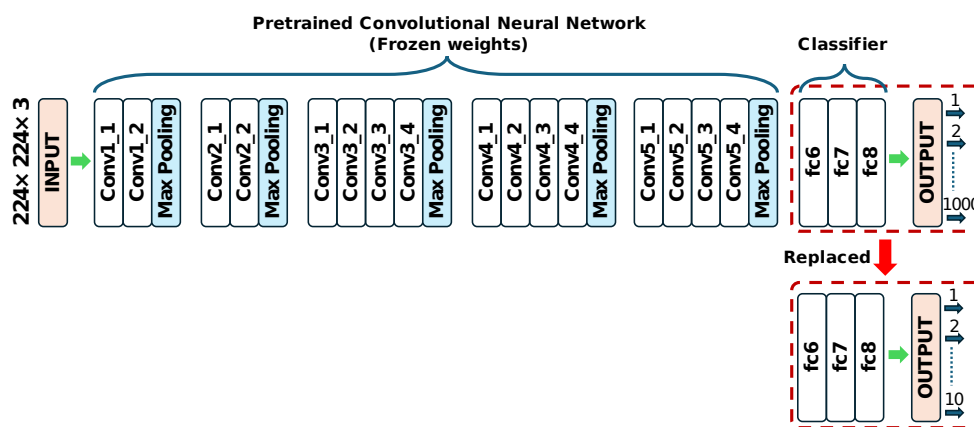 Pretrained Convolutional Neural Network
(Frozen weights)
Classifier
224× 224× 3
INPUT
Conv1_1
Conv1_2
Max Pooling
Conv2_1
Conv2_2
Max Pooling
Conv3_1
Conv3_2
Conv3_3
Conv3_4
Max Pooling
Conv4_1
Conv4_2
Conv4_3
Conv4_4
Max Pooling
Conv5_1
Conv5_2
Conv5_3
Conv5_4
Max Pooling
fc6
fc7
fc8
OUTPUT
1
2
1000
Replaced
fc6
fc7
fc8
OUTPUT
1
2
10